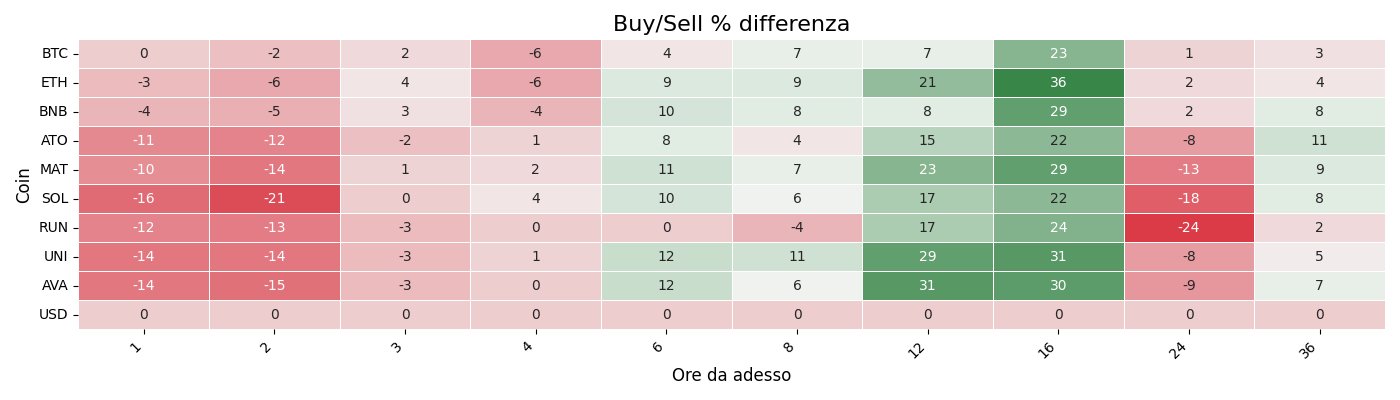 Buy/Sell % differenza
BTC 0 -2 2 -6 4 7 7 23 1 3
ETH -3 -6 4 -6 9 9 21 36 2 4
BNB -4 -5 3 -4 10 8 8 29 2 8
ATO -11 -12 -2 1 8 4 15 22 -8 11
MAT -10 -14 1 2 11 7 23 29 -13 9
SOL -16 -21 0 4 10 6 17 22 -18 8
RUN -12 -13 -3 0 0 -4 17 24 -24 2
UNI -14 -14 -3 1 12 11 29 31 -8 5
AVA -14 -15 -3 0 12 6 31 30 -9 7
USD 0 0 0 0 0 0 0 0 0 0
Coin
1 2 3 4 6 8 12 16 24 36
Ore da adesso